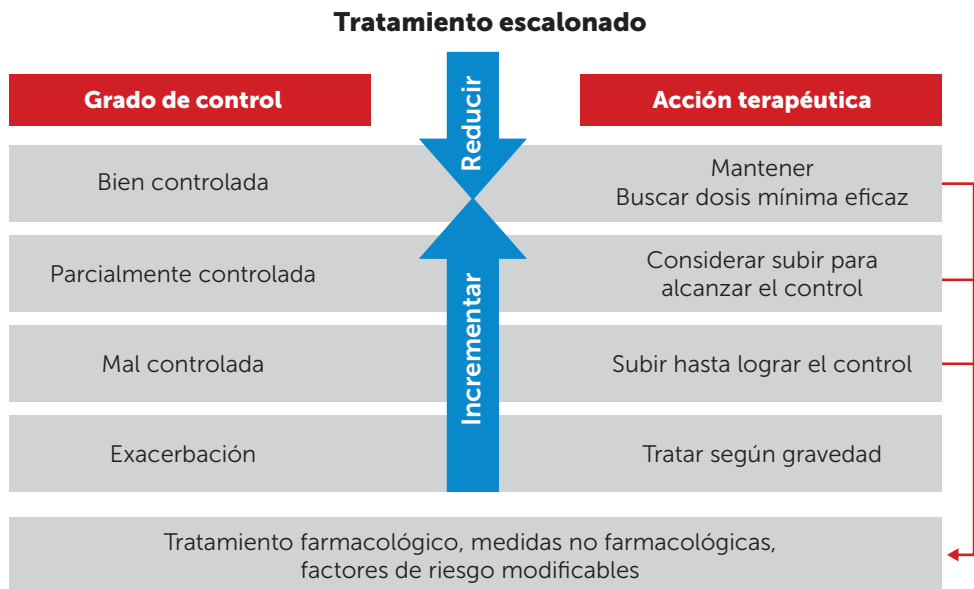 Tratamiento escalonado
Grado de control
Reducir
Acción terapéutica
Bien controlada
Mantener
Buscar dosis mínima eficaz
Parcialmente controlada
Incrementar
Considerar subir para
alcanzar el control
Mal controlada
Subir hasta lograr el control
Exacerbación
Tratar según gravedad
Tratamiento farmacológico, medidas no farmacológicas,
factores de riesgo modificables